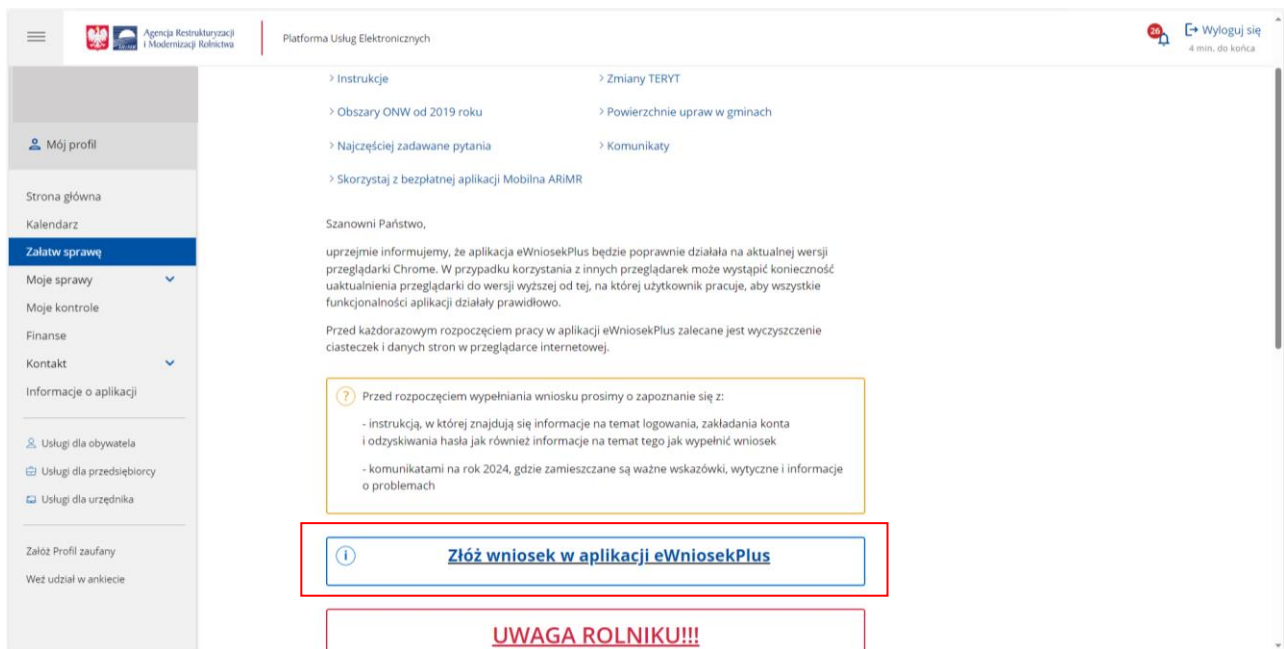 Agencja Restrukturyzacji
i Modernizacji Rolnictwa
Platforma Usług Elektronicznych
26
Wyloguj się
4 min. do końca
Mój profil
Strona główna
Kalendarz
Załatw sprawę
Moje sprawy
Moje kontrole
Finanse
Kontakt
Informacje o aplikacji
Usługi dla obywatela
Usługi dla przedsiębiorcy
Usługi dla urzędnika
Załóż Profil zaufany
Weź udział w ankiecie
> Instrukcje
> Zmiany TERYT
> Obszary ONW od 2019 roku
> Powierzchnie upraw w gminach
> Najczęściej zadawane pytania
> Komunikaty
> Skorzystaj z bezpłatnej aplikacji Mobilna ARiMR
Szanowni Państwo,
uprzejmie informujemy, że aplikacja eWniosekPlus będzie poprawnie działała na aktualnej wersji
przeglądarki Chrome. W przypadku korzystania z innych przeglądarek może wystąpić konieczność
uaktualnienia przeglądarki do wersji wyższej od tej, na której użytkownik pracuje, aby wszystkie
funkcjonalności aplikacji działały prawidłowo.
Przed każdorazowym rozpoczęciem pracy w aplikacji eWniosekPlus zalecane jest wyczyszczenie
ciasteczek i danych stron w przeglądarce internetowej.
? Przed rozpoczęciem wypełniania wniosku prosimy o zapoznanie się z:
- instrukcją, w której znajdują się informacje na temat logowania, zakładania konta
i odzyskiwania hasła jak również informacje na temat tego jak wypełnić wniosek
- komunikatami na rok 2024, gdzie zamieszczane są ważne wskazówki, wytyczne i informacje
o problemach
i Złóż wniosek w aplikacji eWniosekPlus
UWAGA ROLNIKU!!!